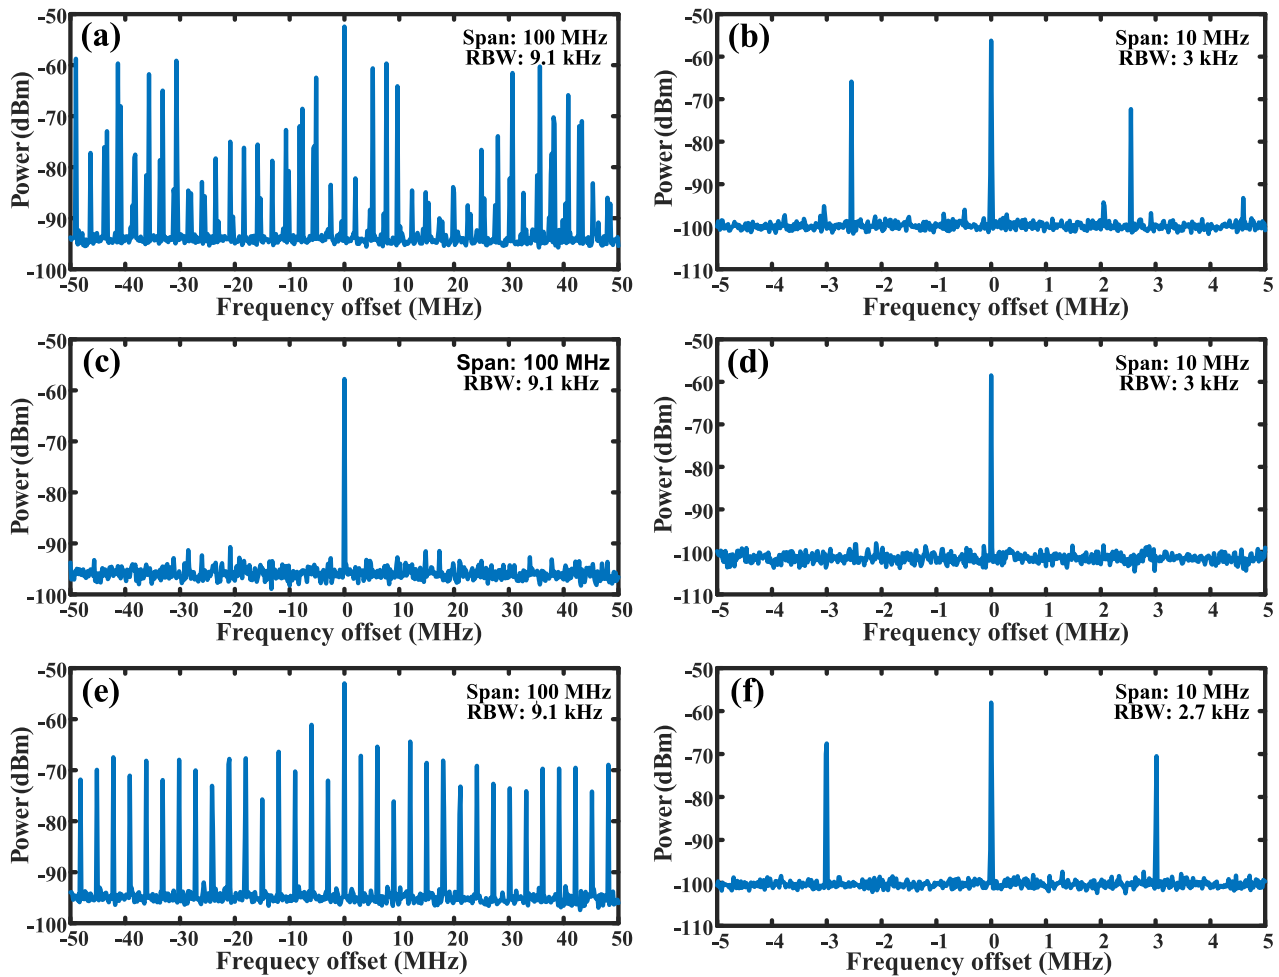 (a)
Span: 100 MHz
RBW: 9.1 kHz
Power (dBm)
-50
-60
-70
-80
-90
-100
-50 -40 -30 -20 -10 0 10 20 30 40 50
Frequency offset (MHz)
(b)
Span: 10 MHz
RBW: 3 kHz
Power (dBm)
-50
-60
-70
-80
-90
-100
-110
-5 -4 -3 -2 -1 0 1 2 3 4 5
Frequency offset (MHz)
(c)
Span: 100 MHz
RBW: 9.1 kHz
Power (dBm)
-50
-60
-70
-80
-90
-100
-50 -40 -30 -20 -10 0 10 20 30 40 50
Frequency offset (MHz)
(d)
Span: 10 MHz
RBW: 3 kHz
Power (dBm)
-50
-60
-70
-80
-90
-100
-110
-5 -4 -3 -2 -1 0 1 2 3 4 5
Frequency offset (MHz)
(e)
Span: 100 MHz
RBW: 9.1 kHz
Power (dBm)
-50
-60
-70
-80
-90
-100
-50 -40 -30 -20 -10 0 10 20 30 40 50
Frequecy offset (MHz)
(f)
Span: 10 MHz
RBW: 2.7 kHz
Power (dBm)
-50
-60
-70
-80
-90
-100
-110
-5 -4 -3 -2 -1 0 1 2 3 4 5
Frequency offset (MHz)